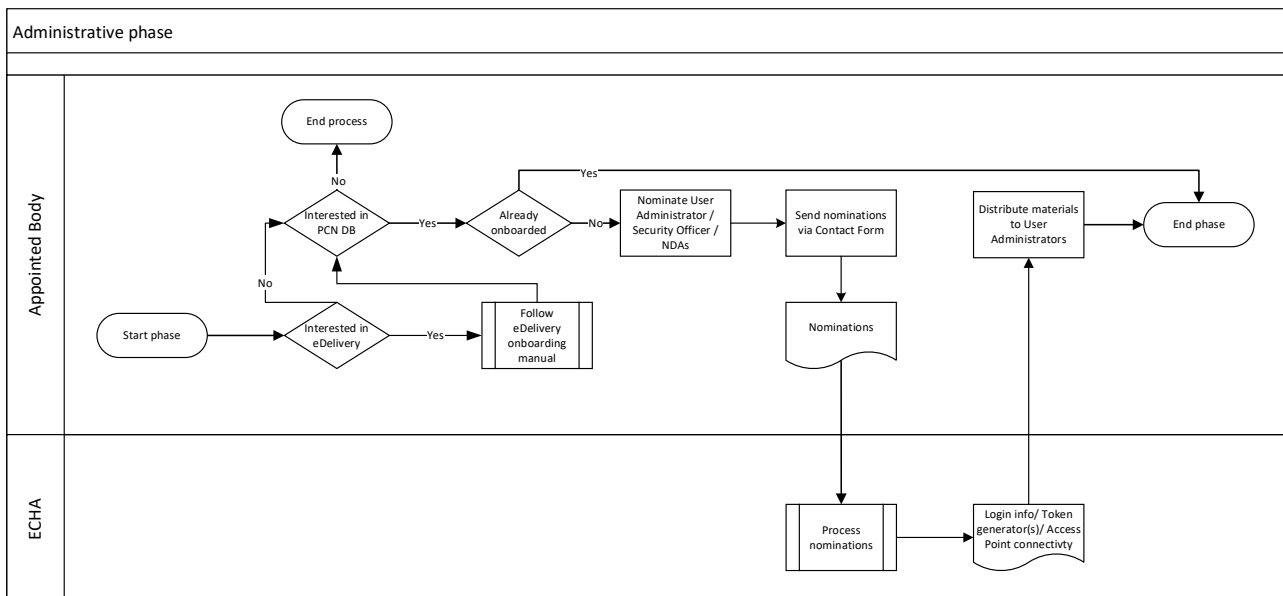 Administrative phase
Appointed Body
End process
No
Interested in
PCN DB
Yes
Already
onboarded
Yes
No
Nominate User
Administrator /
Security Officer /
NDAs
Send nominations
via Contact Form
Distribute materials
to User
Administrators
End phase
No
Start phase
Interested in
eDelivery
Yes
Follow
eDelivery
onboarding
manual
Nominations
ECHA
Process
nominations
Login info/ Token
generator(s)/ Access
Point connectivty